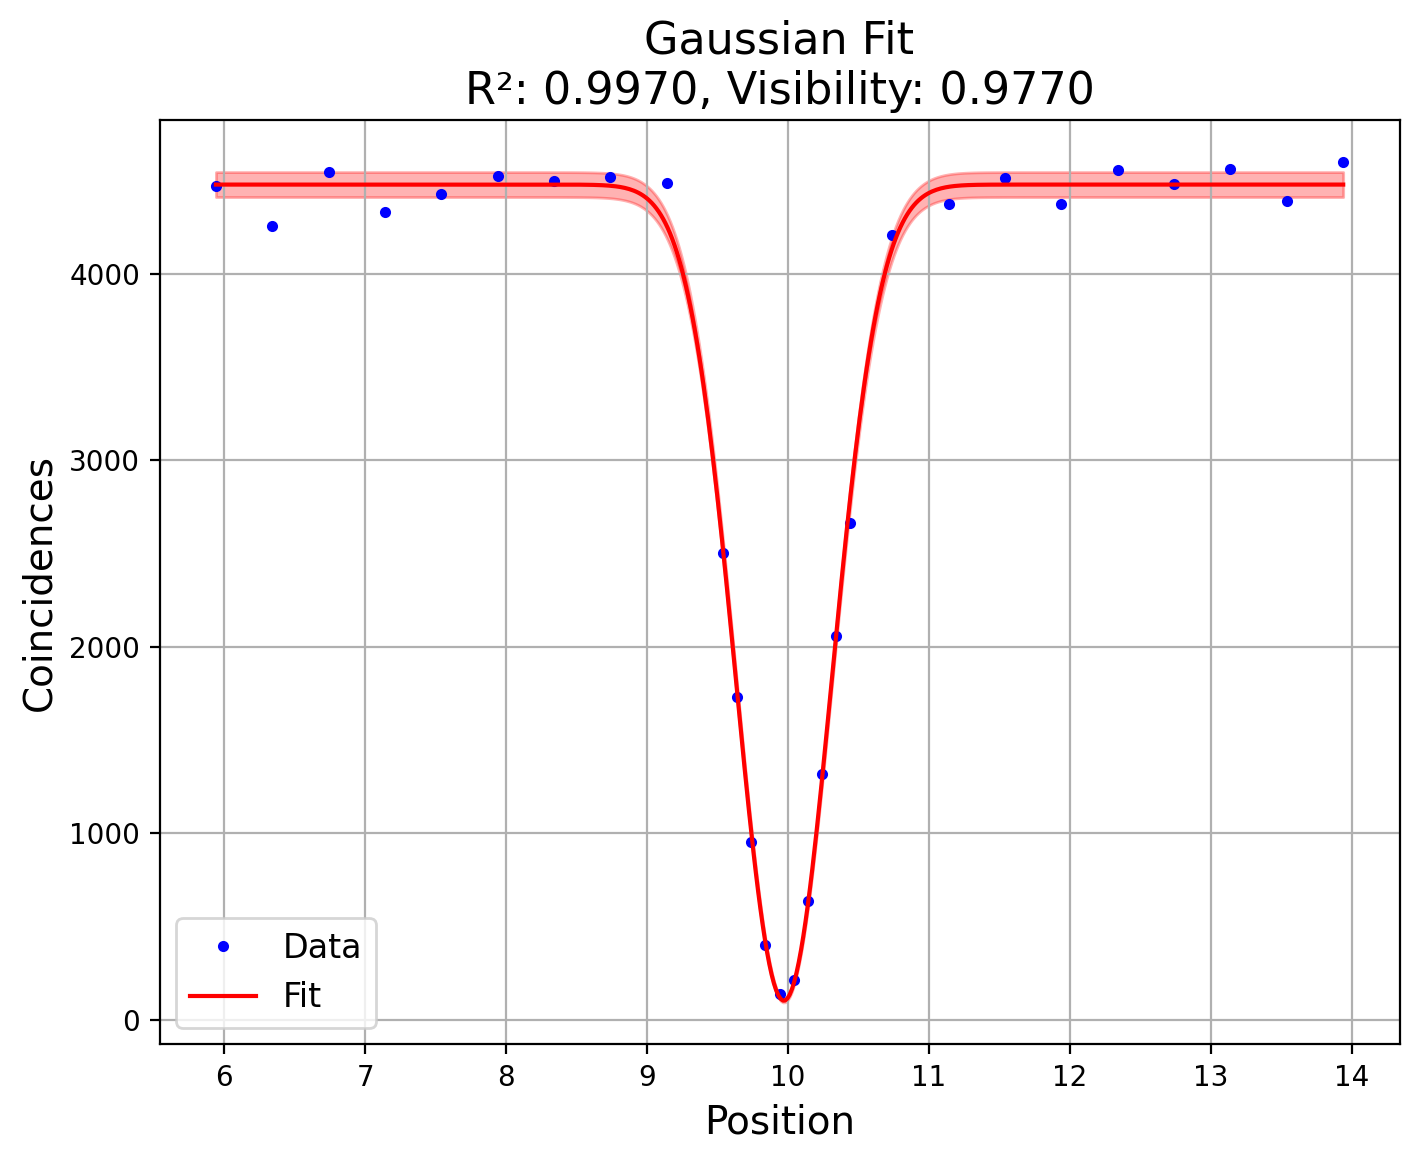 Gaussian Fit
R²: 0.9970, Visibility: 0.9770
Coincidences
4000
3000
2000
1000
0
Data
Fit
6 7 8 9 10 11 12 13 14
Position